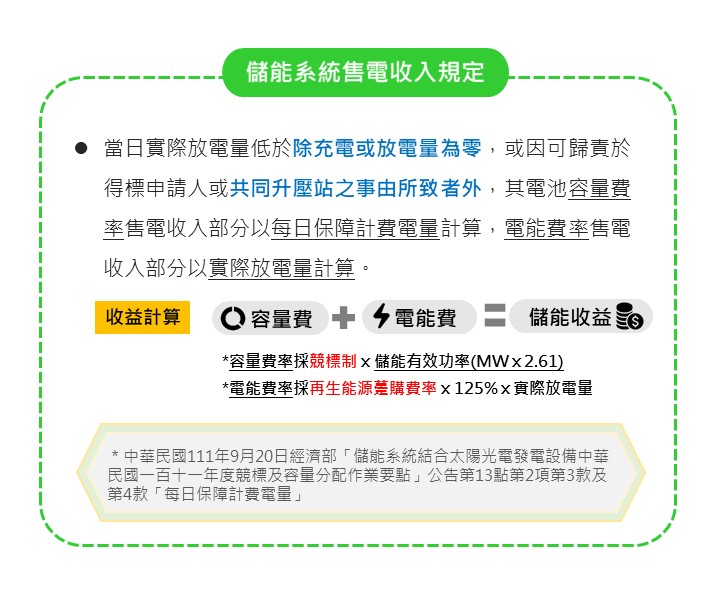 儲能系統售電收入規定
● 當日實際放電量低於除充電或放電量為零，或因可歸責於
得標申請人或共同升壓站之事由所致者外，其電池容量費
率售電收入部分以每日保障計費電量計算，電能費率售電
收入部分以實際放電量計算。
收益計算 容量費 + 電能費 = 儲能收益
*容量費率採競標制 x 儲能有效功率(MW x 2.61)
*電能費率採再生能源躉購費率 x 125% x 實際放電量
* 中華民國111年9月20日經濟部「儲能系統結合太陽光電發電設備中華
民國一百十一年度競標及容量分配作業要點」公告第13點第2項第3款及
第4款「每日保障計費電量」